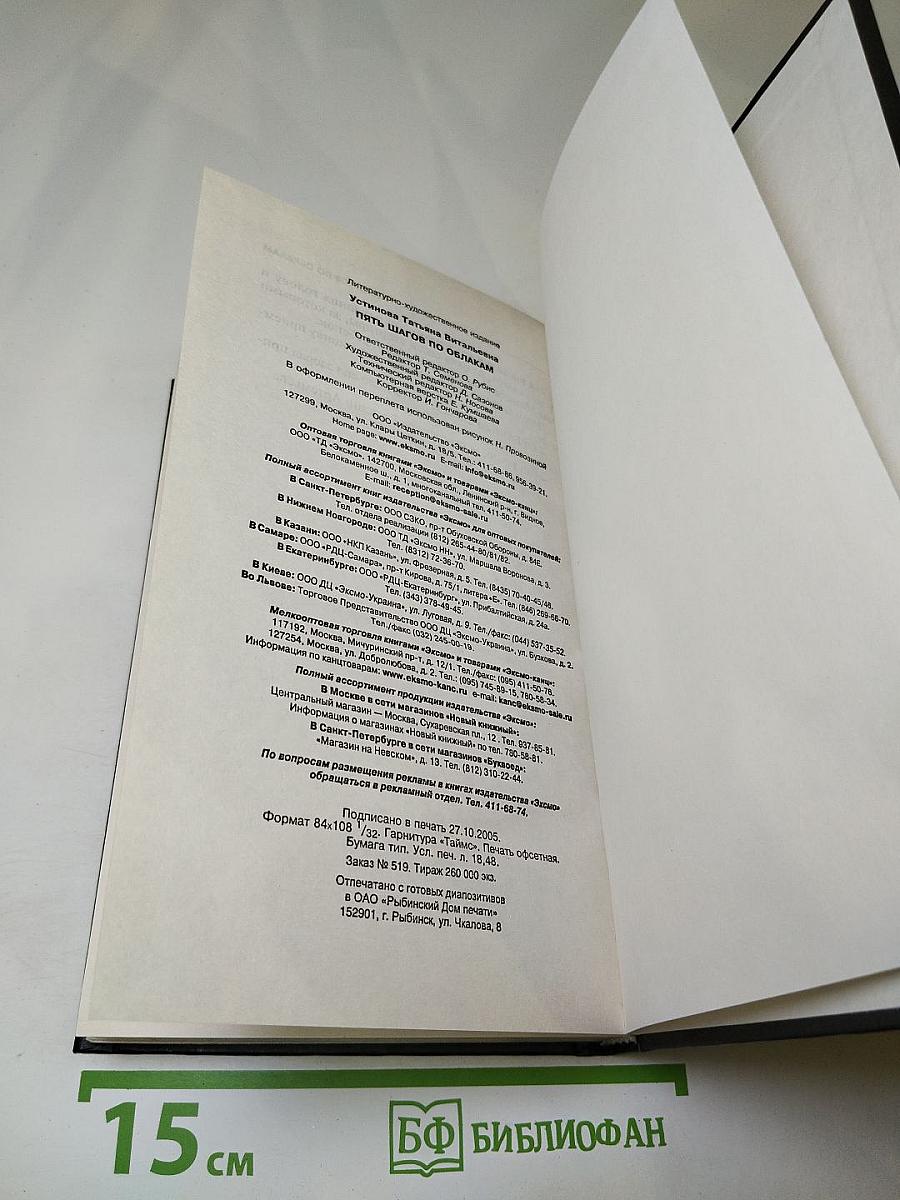 Литературно-художественное издание
Устинова Татьяна Витальевна
ПЯТЬ ШАГОВ ПО ОБЛАКАМ
Ответственный редактор О. Рубис
Редактор Т. Семенова
Художественный редактор Д. Сазонов
Технический редактор Н. Носова
Компьютерная верстка Е. Кумшаева
Корректор И. Гончарова
В оформлении переплета использован рисунок Н. Провозиной
ООО «Издательство «Эксмо»
127299, Москва, ул. Клары Цеткин, д. 18/5. Тел.: 411-68-86, 956-39-21.
Home page: www.eksmo.ru E-mail: info@eksmo.ru
Оптовая торговля книгами «Эксмо» и товарами «Эксмо-канц»:
ООО «ТД «Эксмо». 142700, Московская обл., Ленинский р-н, г. Видное,
Белокаменное ш., д. 1, многоканальный тел. 411-50-74.
E-mail: reception@eksmo-sale.ru
Полный ассортимент книг издательства «Эксмо» для оптовых покупателей:
В Санкт-Петербурге: ООО СЗКО, пр-т Обуховской Обороны, д. 84Е.
Тел. отдела реализации (812) 265-44-80/81/82.
В Нижнем Новгороде: ООО ТД «Эксмо НН», ул. Маршала Воронова, д. 3.
Тел. (8312) 72-36-70.
В Казани: ООО «НКП Казань», ул. Фрезерная, д. 5. Тел. (8435) 70-40-45/46.
В Самаре: ООО «РДЦ-Самара», пр-т Кирова, д. 75/1, литера «Е». Тел. (846) 269-66-70.
В Екатеринбурге: ООО «РДЦ-Екатеринбург», ул. Прибалтийская, д. 24а.
Тел. (343) 378-49-45.
В Киеве: ООО ДЦ «Эксмо-Украина», ул. Луговая, д. 9. Тел./факс: (044) 537-35-52.
Во Львове: Торговое Представительство ООО ДЦ «Эксмо-Украина», ул. Бузкова, д. 2.
Тел./факс (032) 245-00-19.
Мелкооптовая торговля книгами «Эксмо» и товарами «Эксмо-канц»:
117192, Москва, Мичуринский пр-т, д. 12/1. Тел./факс: (095) 411-50-76.
127254, Москва, ул. Добролюбова, д. 2. Тел.: (095) 745-89-15, 780-58-34.
Информация по канцтоварам: www.eksmo-kanc.ru e-mail: kanc@eksmo-sale.ru
Полный ассортимент продукции издательства «Эксмо»:
В Москве в сети магазинов «Новый книжный»:
Центральный магазин — Москва, Сухаревская пл., 12 . Тел. 937-85-81.
Информация о магазинах «Новый книжный» по тел. 780-58-81.
В Санкт-Петербурге в сети магазинов «Буквоед»:
«Магазин на Невском», д. 13. Тел. (812) 310-22-44.
По вопросам размещения рекламы в книгах издательства «Эксмо»
обращаться в рекламный отдел. Тел. 411-68-74.
Подписано в печать 27.10.2005.
Формат 84x108 1/32. Гарнитура «Таймс». Печать офсетная.
Бумага тип. Усл. печ. л. 18,48.
Заказ № 519. Тираж 260 000 экз.
Отпечатано с готовых диапозитивов
в ОАО «Рыбинский Дом печати»
152901, г. Рыбинск, ул. Чкалова, 8
15 см
БФ БИБЛИОФАН